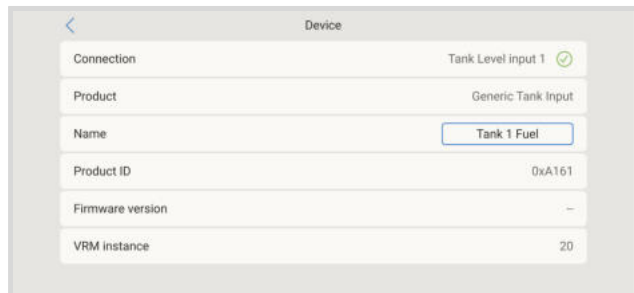 Device
Connection Tank Level input 1
Product Generic Tank Input
Name Tank 1 Fuel
Product ID 0xA161
Firmware version –
VRM instance 20